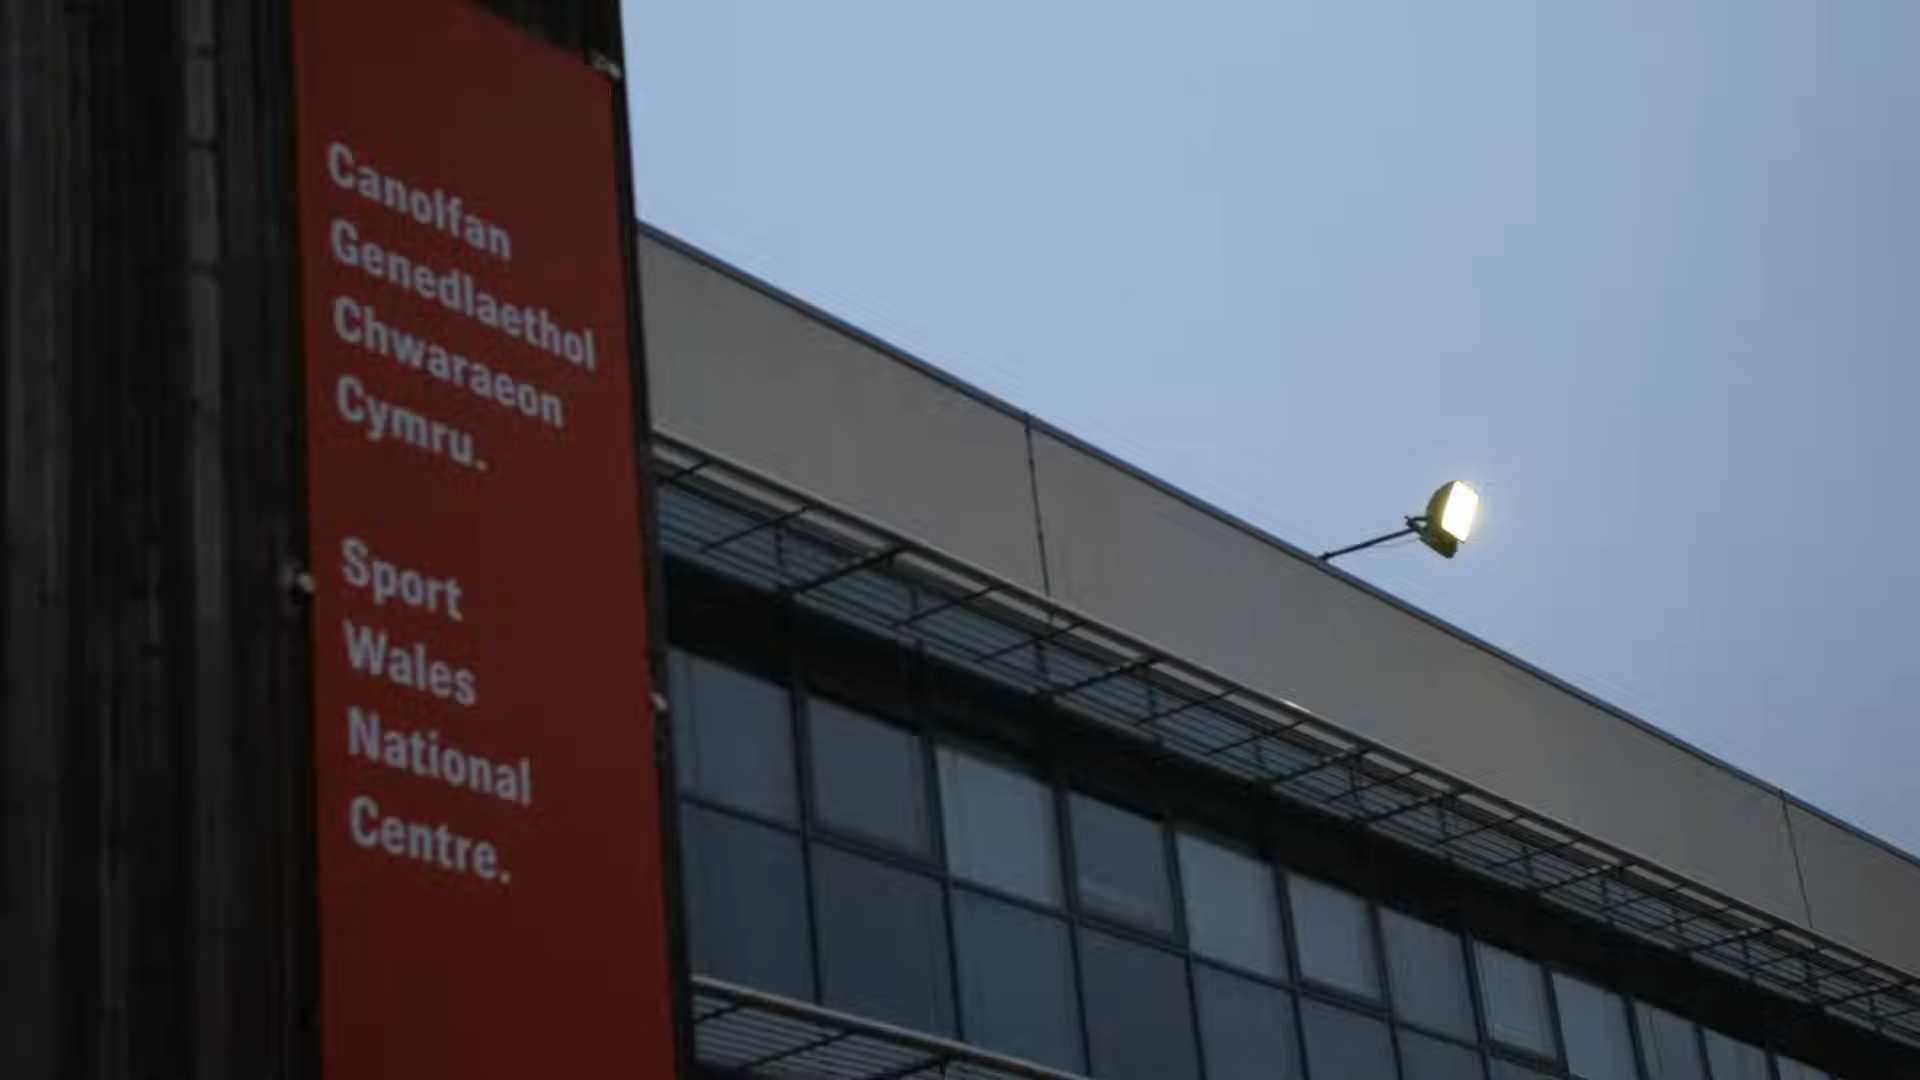 Canolfan
Genedlaethol
Chwaraeon
Cymru.
Sport
Wales
National
Centre.